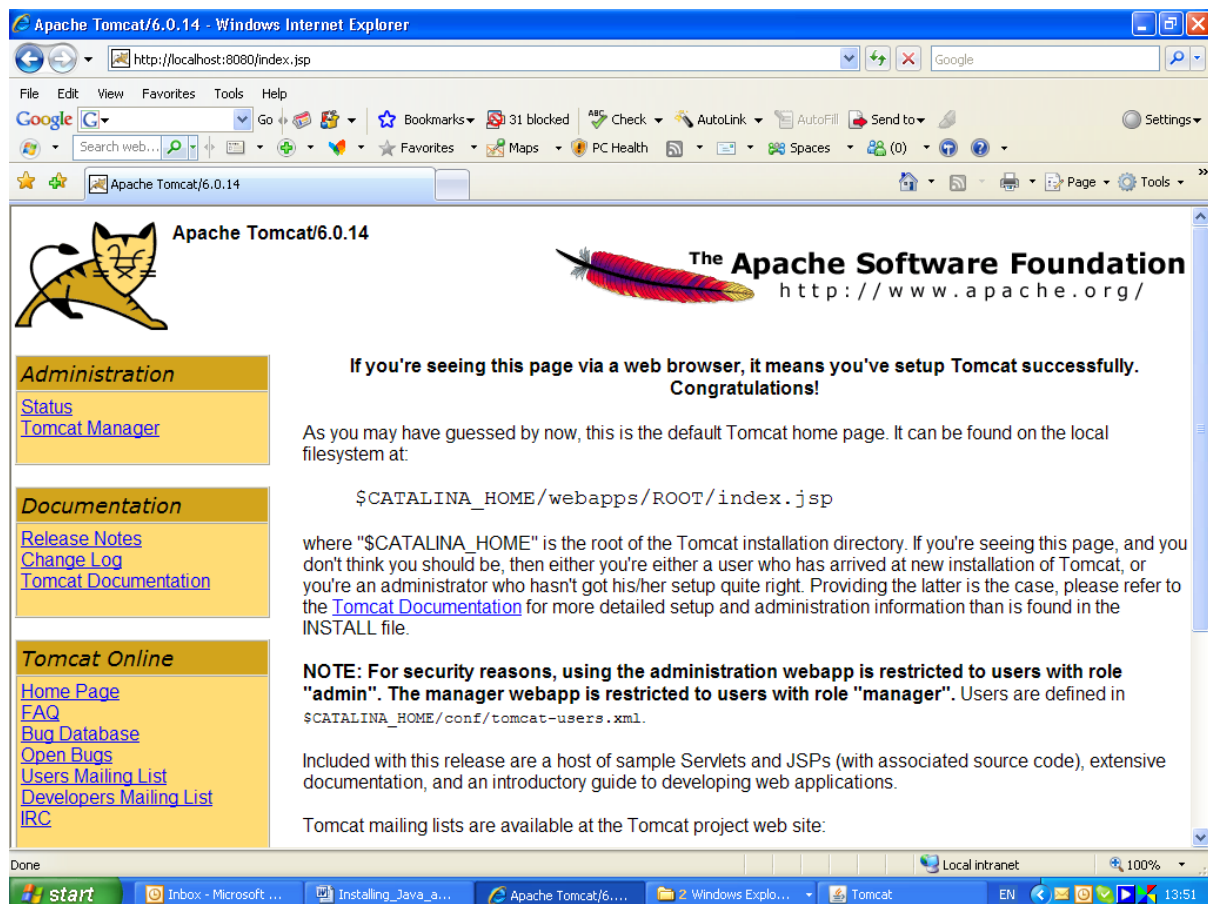 Apache Tomcat/6.0.14 - Windows Internet Explorer
http://localhost:8080/index.jsp
Google
File Edit View Favorites Tools Help
Google G Go Bookmarks 31 blocked ABC Check AutoLink AutoFill Send to Settings
Search web... Favorites Maps PC Health Spaces (0)
Apache Tomcat/6.0.14 Page Tools
Apache Tomcat/6.0.14
The Apache Software Foundation
http://www.apache.org/
Administration
Status
Tomcat Manager
Documentation
Release Notes
Change Log
Tomcat Documentation
Tomcat Online
Home Page
FAQ
Bug Database
Open Bugs
Users Mailing List
Developers Mailing List
IRC
If you're seeing this page via a web browser, it means you've setup Tomcat successfully.
Congratulations!
As you may have guessed by now, this is the default Tomcat home page. It can be found on the local
filesystem at:
$CATALINA_HOME/webapps/ROOT/index.jsp
where "$CATALINA_HOME" is the root of the Tomcat installation directory. If you're seeing this page, and you
don't think you should be, then either you're either a user who has arrived at new installation of Tomcat, or
you're an administrator who hasn't got his/her setup quite right. Providing the latter is the case, please refer to
the Tomcat Documentation for more detailed setup and administration information than is found in the
INSTALL file.
NOTE: For security reasons, using the administration webapp is restricted to users with role
"admin". The manager webapp is restricted to users with role "manager". Users are defined in
$CATALINA_HOME/conf/tomcat-users.xml.
Included with this release are a host of sample Servlets and JSPs (with associated source code), extensive
documentation, and an introductory guide to developing web applications.
Tomcat mailing lists are available at the Tomcat project web site:
Done Local intranet 100%
start Inbox - Microsoft ... Installing_Java_a... Apache Tomcat/6.... 2 Windows Explo... Tomcat EN 13:51